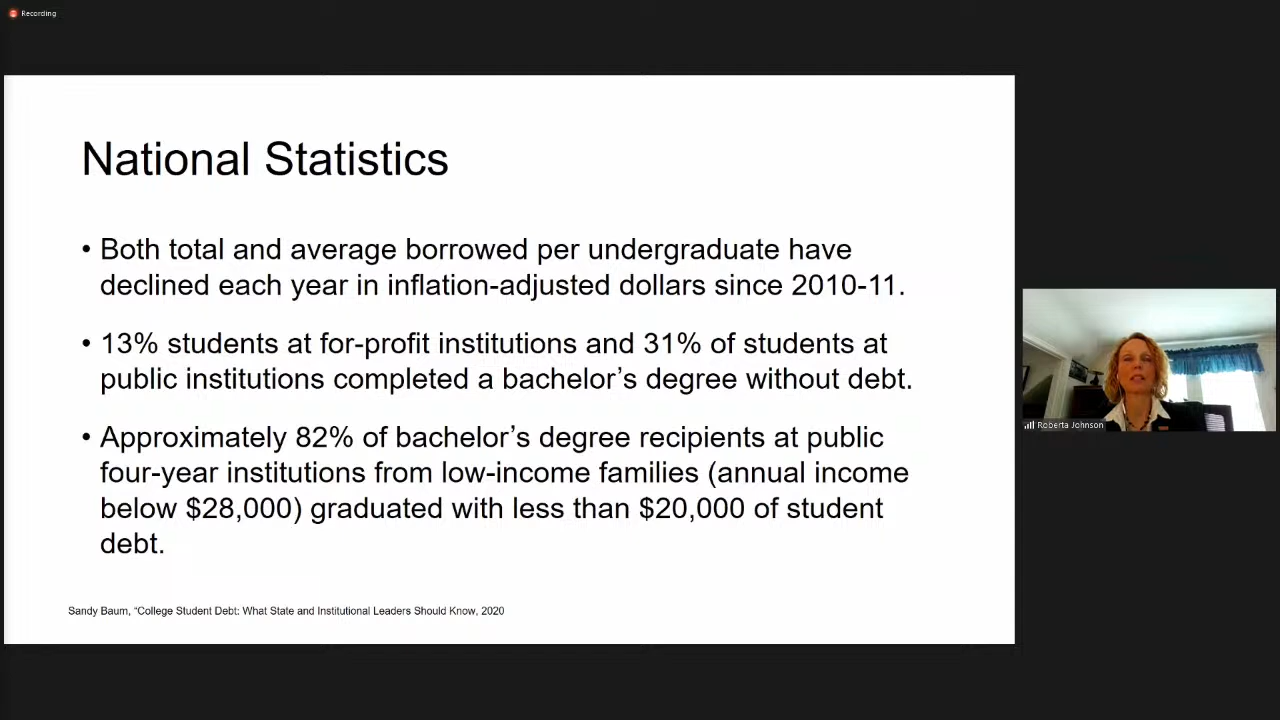 Recording
National Statistics
• Both total and average borrowed per undergraduate have
declined each year in inflation-adjusted dollars since 2010-11.
• 13% students at for-profit institutions and 31% of students at
public institutions completed a bachelor’s degree without debt.
• Approximately 82% of bachelor’s degree recipients at public
four-year institutions from low-income families (annual income
below $28,000) graduated with less than $20,000 of student
debt.
Sandy Baum, “College Student Debt: What State and Institutional Leaders Should Know, 2020
Roberta Johnson